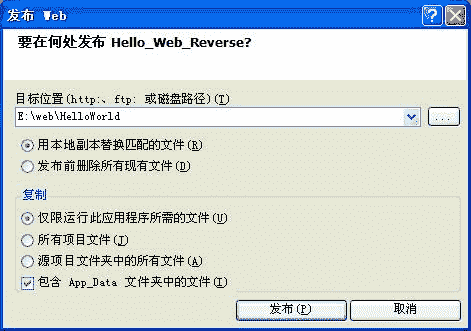 发布 Web
要在何处发布 Hello_Web_Reverse?
目标位置(http:、ftp: 或磁盘路径)(T)
E:\web\HelloWorld
...
用本地副本替换匹配的文件(R)
发布前删除所有现有文件(D)
复制
仅限运行此应用程序所需的文件(U)
所有项目文件(J)
源项目文件夹中的所有文件(A)
包含 App_Data 文件夹中的文件(I)
发布(P)
取消